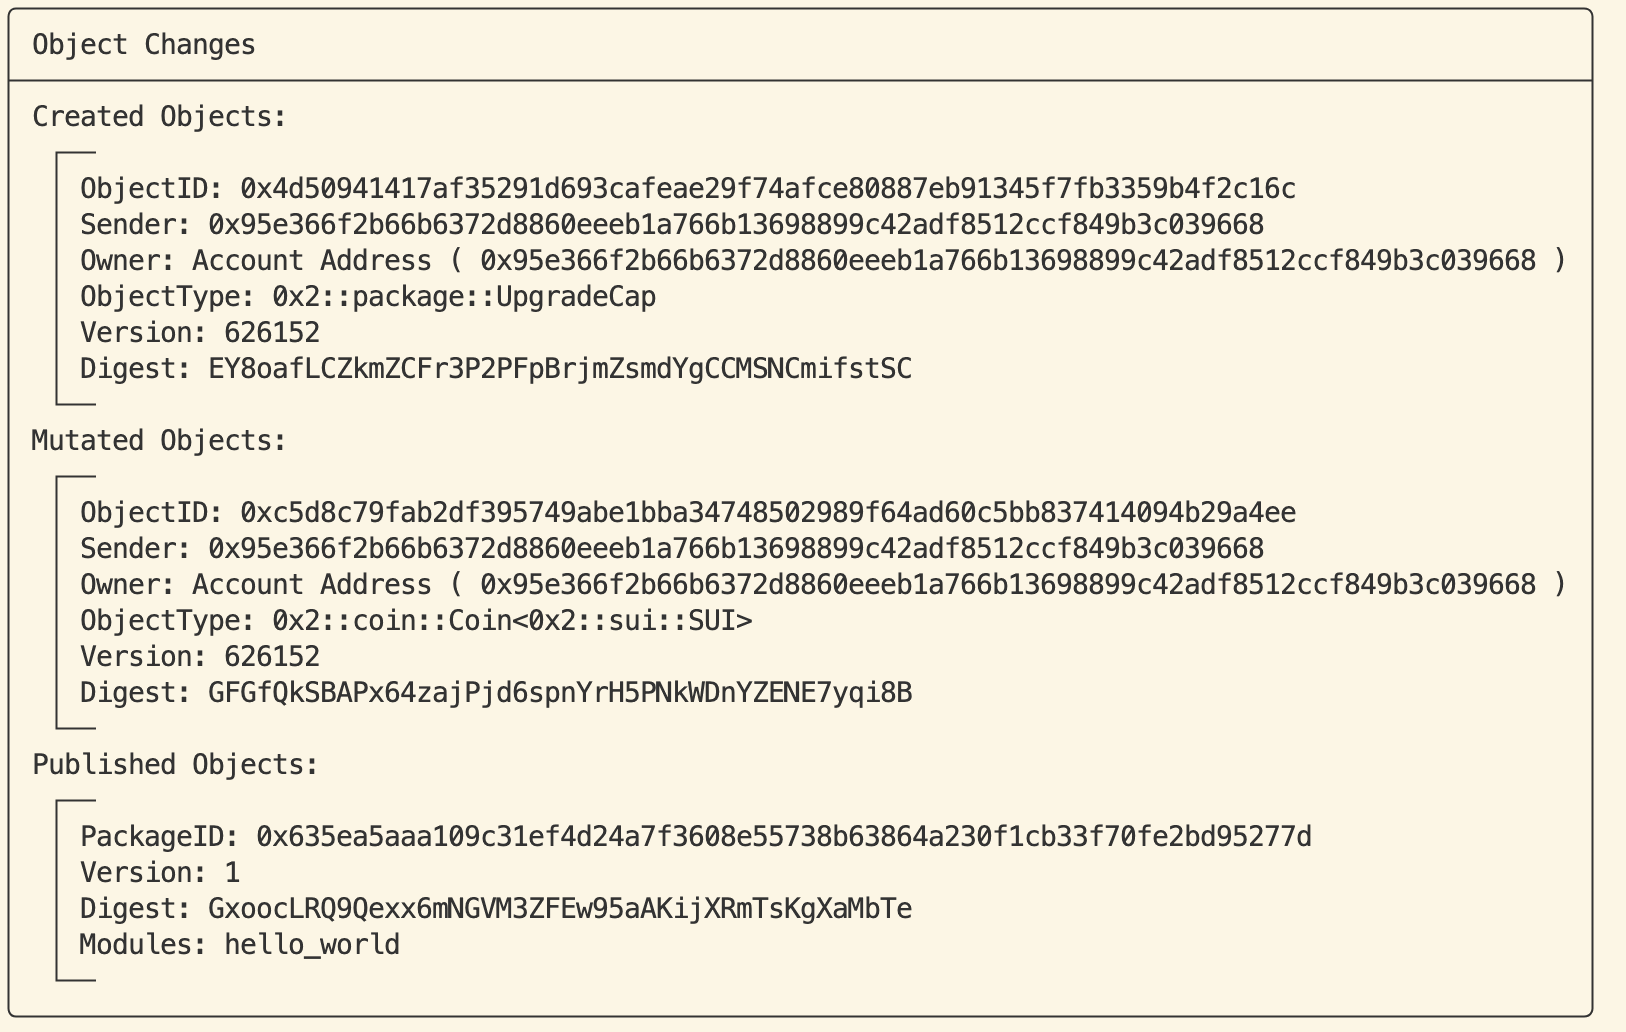 Object Changes
Created Objects:
ObjectID: 0x4d50941417af35291d693cafeae29f74afce80887eb91345f7fb3359b4f2c16c
Sender: 0x95e366f2b66b6372d8860eeeb1a766b13698899c42adf8512ccf849b3c039668
Owner: Account Address ( 0x95e366f2b66b6372d8860eeeb1a766b13698899c42adf8512ccf849b3c039668 )
ObjectType: 0x2::package::UpgradeCap
Version: 626152
Digest: EY8oafLCZkmZCFr3P2PFpBrjmZsmdYgCCMSNCmifstSC
Mutated Objects:
ObjectID: 0xc5d8c79fab2df395749abe1bba34748502989f64ad60c5bb837414094b29a4ee
Sender: 0x95e366f2b66b6372d8860eeeb1a766b13698899c42adf8512ccf849b3c039668
Owner: Account Address ( 0x95e366f2b66b6372d8860eeeb1a766b13698899c42adf8512ccf849b3c039668 )
ObjectType: 0x2::coin::Coin<0x2::sui::SUI>
Version: 626152
Digest: GFGfQkSBAPx64zajPjd6spnYrH5PNkWDnYZENE7yqi8B
Published Objects:
PackageID: 0x635ea5aaa109c31ef4d24a7f3608e55738b63864a230f1cb33f70fe2bd95277d
Version: 1
Digest: GxoocLRQ9Qexx6mNGVM3ZFEw95aAKijXRmTsKgXaMbTe
Modules: hello_world